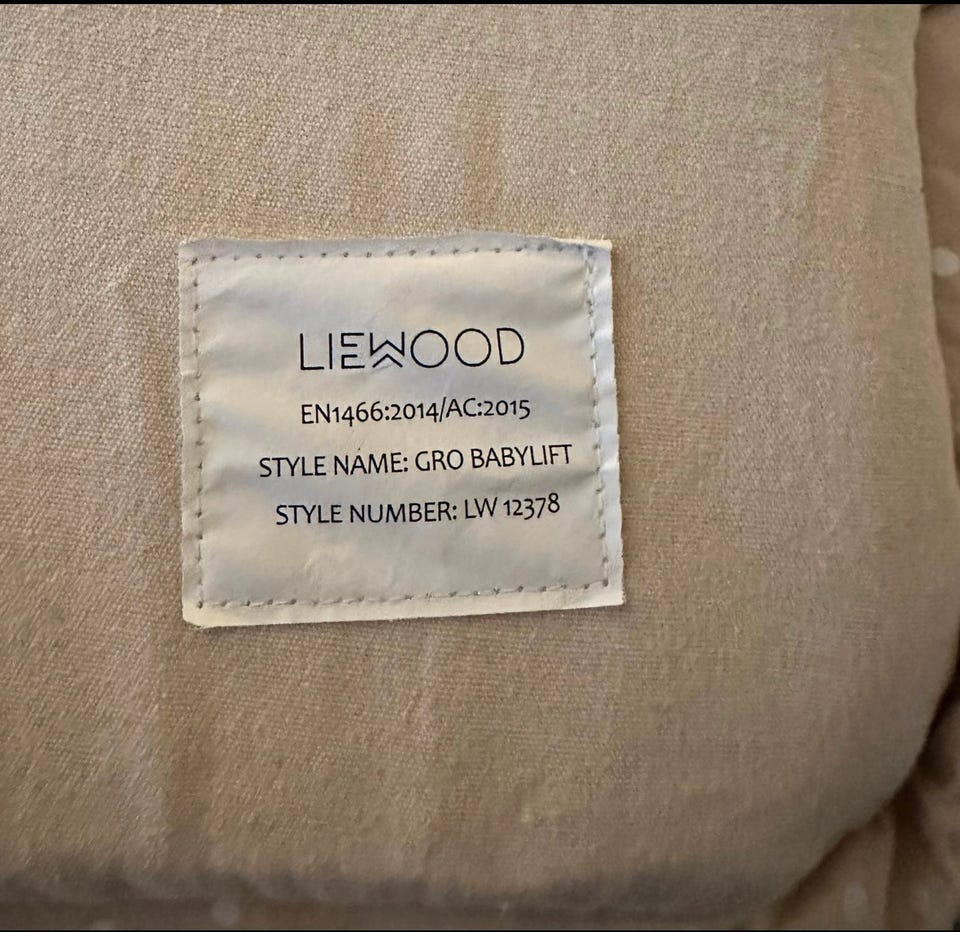 LIEWOOD
EN1466:2014/AC:2015
STYLE NAME: GRO BABYLIFT
STYLE NUMBER: LW 12378